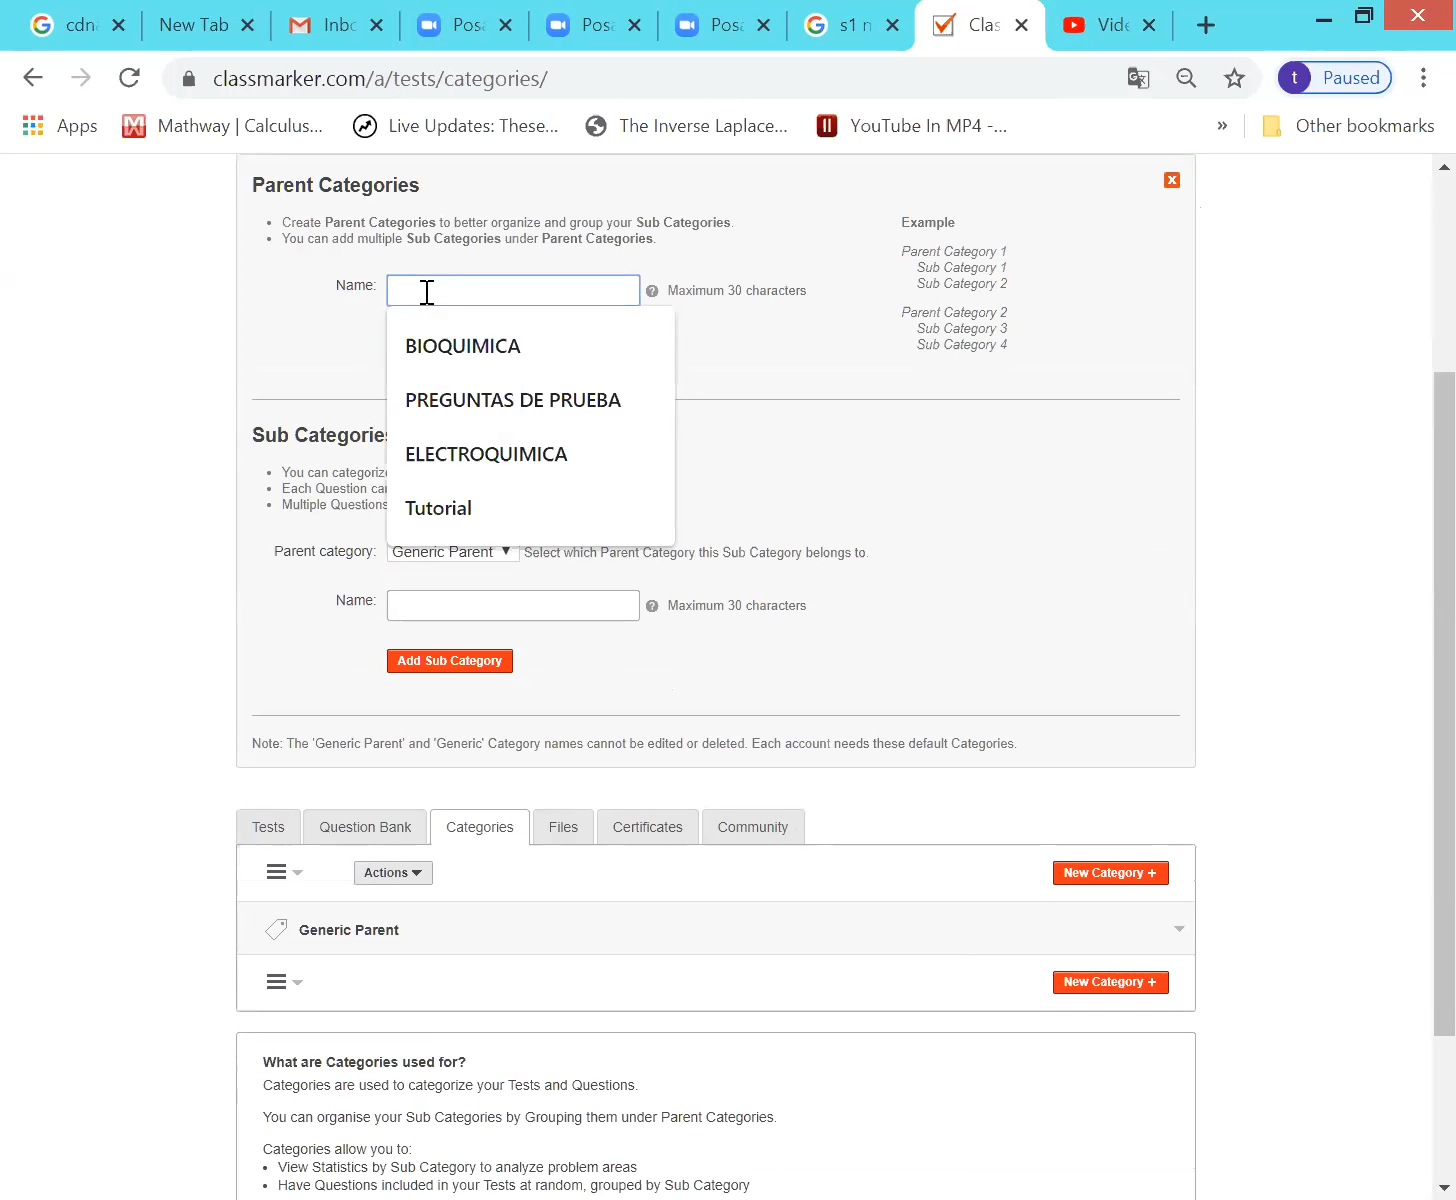 cdn
New Tab
Inbo
Posa
Posa
Posa
s1 n
Clas
Vide
classmarker.com/a/tests/categories/
t
Paused
Apps
Mathway | Calculus...
Live Updates: These...
The Inverse Laplace...
YouTube In MP4 -...
»
Other bookmarks
Parent Categories
Create Parent Categories to better organize and group your Sub Categories.
You can add multiple Sub Categories under Parent Categories.
Example
Parent Category 1
Sub Category 1
Sub Category 2
Parent Category 2
Sub Category 3
Sub Category 4
Name:
Maximum 30 characters
BIOQUIMICA
PREGUNTAS DE PRUEBA
ELECTROQUIMICA
Tutorial
Sub Categories
You can categoriz
Each Question ca
Multiple Questions
Parent category:
Generic Parent
Select which Parent Category this Sub Category belongs to.
Name:
Maximum 30 characters
Add Sub Category
Note: The 'Generic Parent' and 'Generic' Category names cannot be edited or deleted. Each account needs these default Categories.
Tests
Question Bank
Categories
Files
Certificates
Community
Actions
New Category +
Generic Parent
New Category +
What are Categories used for?
Categories are used to categorize your Tests and Questions.
You can organise your Sub Categories by Grouping them under Parent Categories.
Categories allow you to:
View Statistics by Sub Category to analyze problem areas
Have Questions included in your Tests at random, grouped by Sub Category